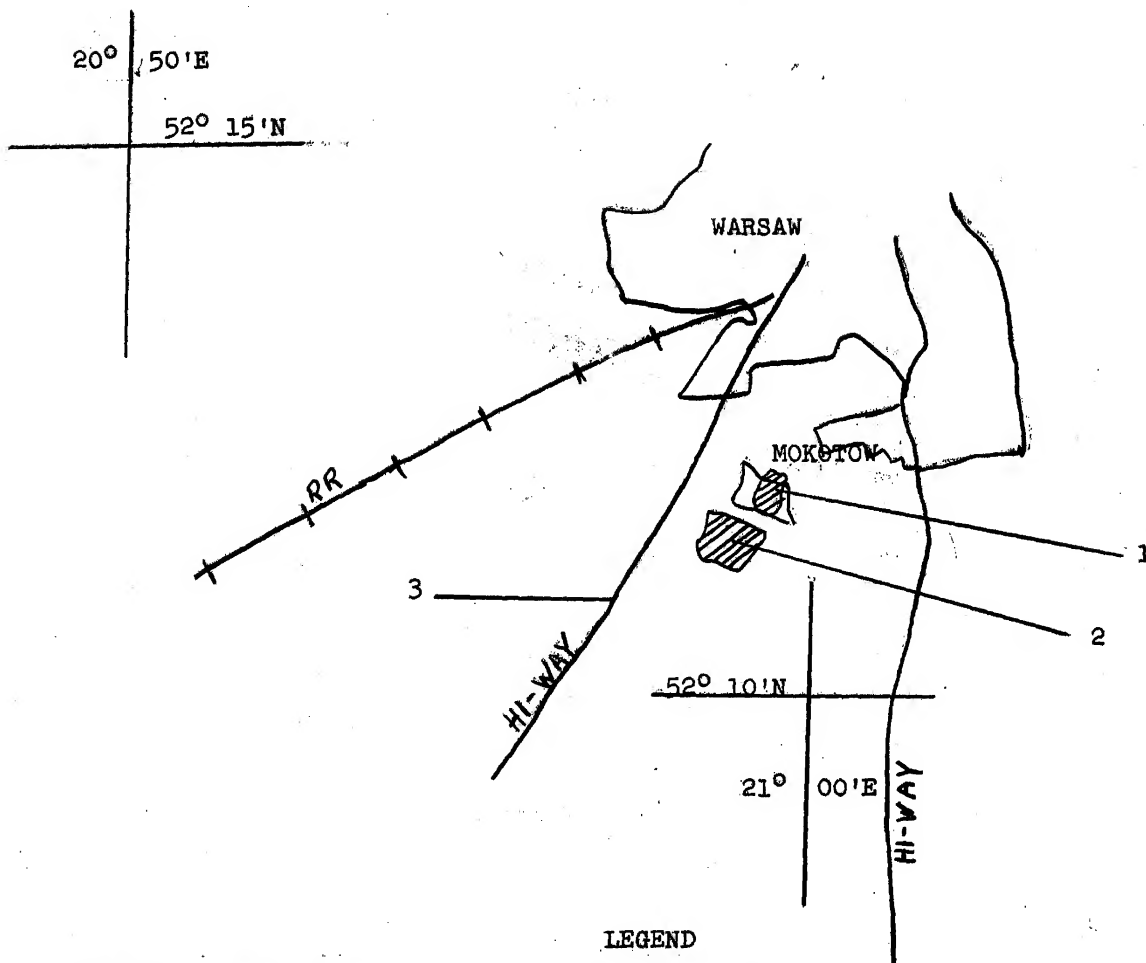 20° 50'E
52° 15'N
WARSAW
MOKOTOW
RR
1
3
2
HI-WAY
52° 10'N
21° 00'E
HI-WAY
LEGEND